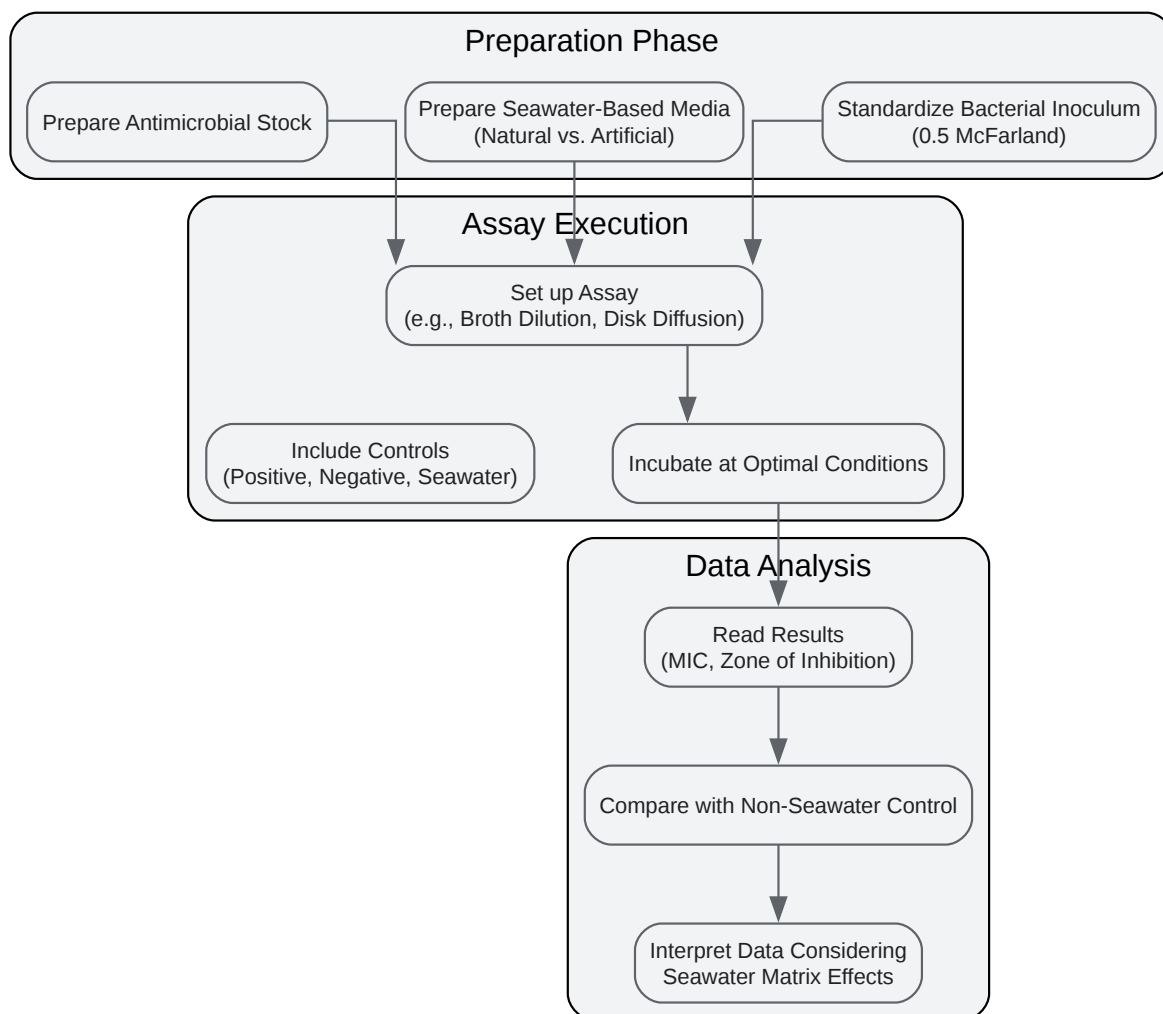 Preparation Phase
Prepare Antimicrobial Stock
Prepare Seawater-Based Media
(Natural vs. Artificial)
Standardize Bacterial Inoculum
(0.5 McFarland)
Assay Execution
Set up Assay
(e.g., Broth Dilution, Disk Diffusion)
Include Controls
(Positive, Negative, Seawater)
Incubate at Optimal Conditions
Data Analysis
Read Results
(MIC, Zone of Inhibition)
Compare with Non-Seawater Control
Interpret Data Considering
Seawater Matrix Effects